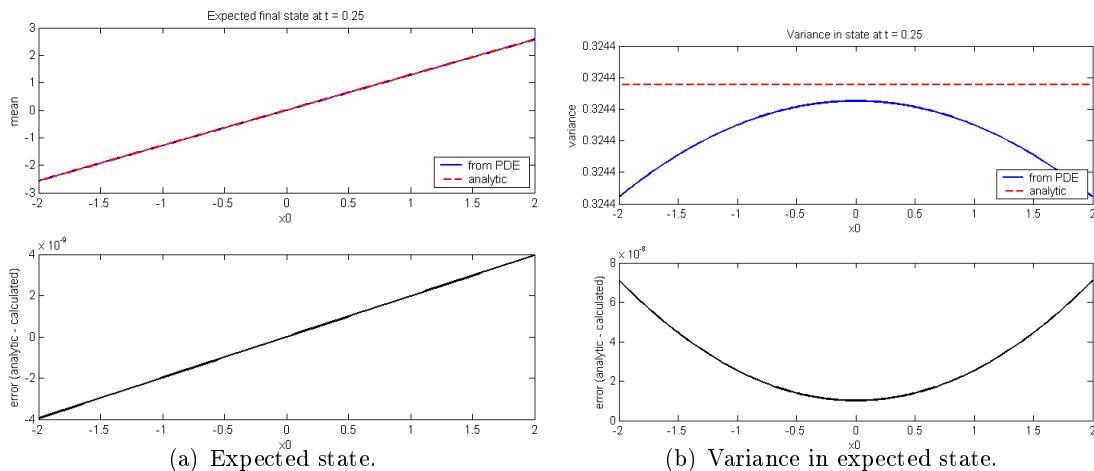 Expected final state at t = 0.25
3
2
1
0
-1
-2
-3
mean
from PDE
analytic
-2 -1.5 -1 -0.5 0 0.5 1 1.5 2
x0
× 10⁻⁹
4
2
0
-2
-4
error (analytic - calculated)
-2 -1.5 -1 -0.5 0 0.5 1 1.5 2
x0
(a) Expected state.
Variance in state at t = 0.25
0.3244
0.3244
0.3244
0.3244
0.3244
0.3244
variance
from PDE
analytic
-2 -1.5 -1 -0.5 0 0.5 1 1.5 2
x0
× 10⁻⁸
8
6
4
2
0
error (analytic - calculated)
-2 -1.5 -1 -0.5 0 0.5 1 1.5 2
x0
(b) Variance in expected state.